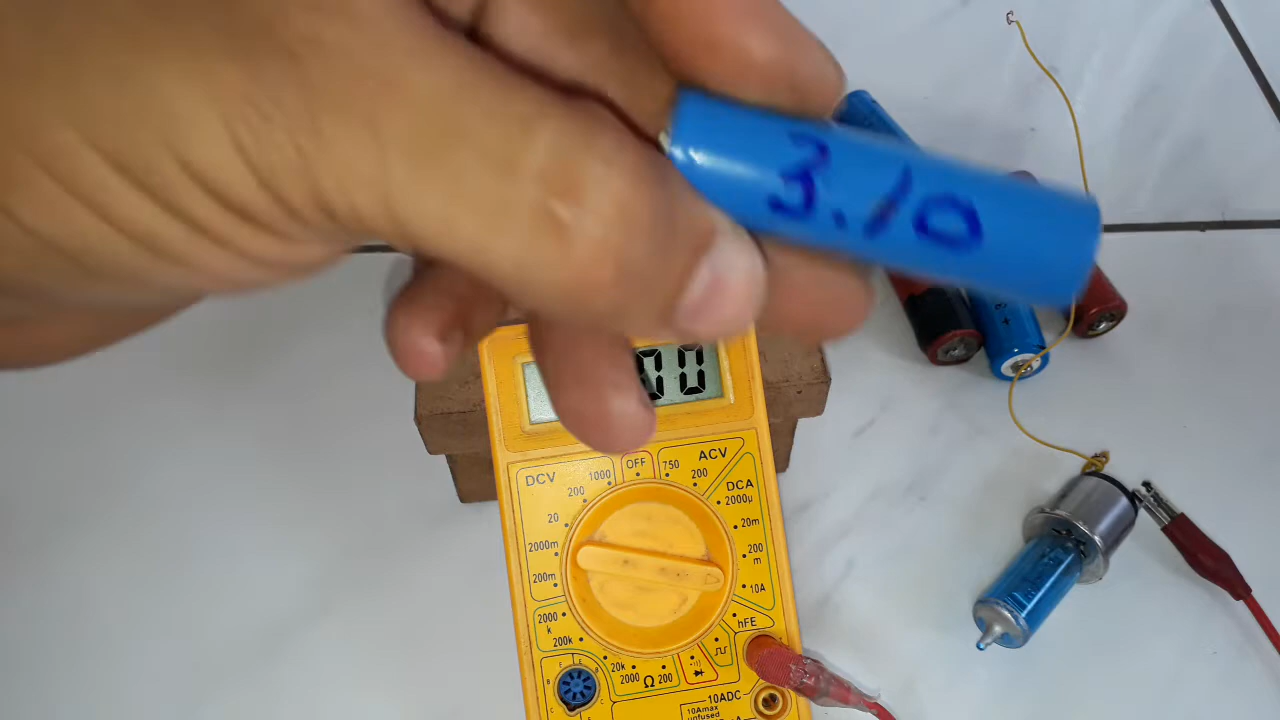 3.10
00
OFF
DCV
1000
750
ACV
200
200
DCA
2000µ
20
20m
2000m
200
m
200m
10A
2000
k
hFE
200k
20k
2000
Ω
200
10ADC
10Amax
unfused
+